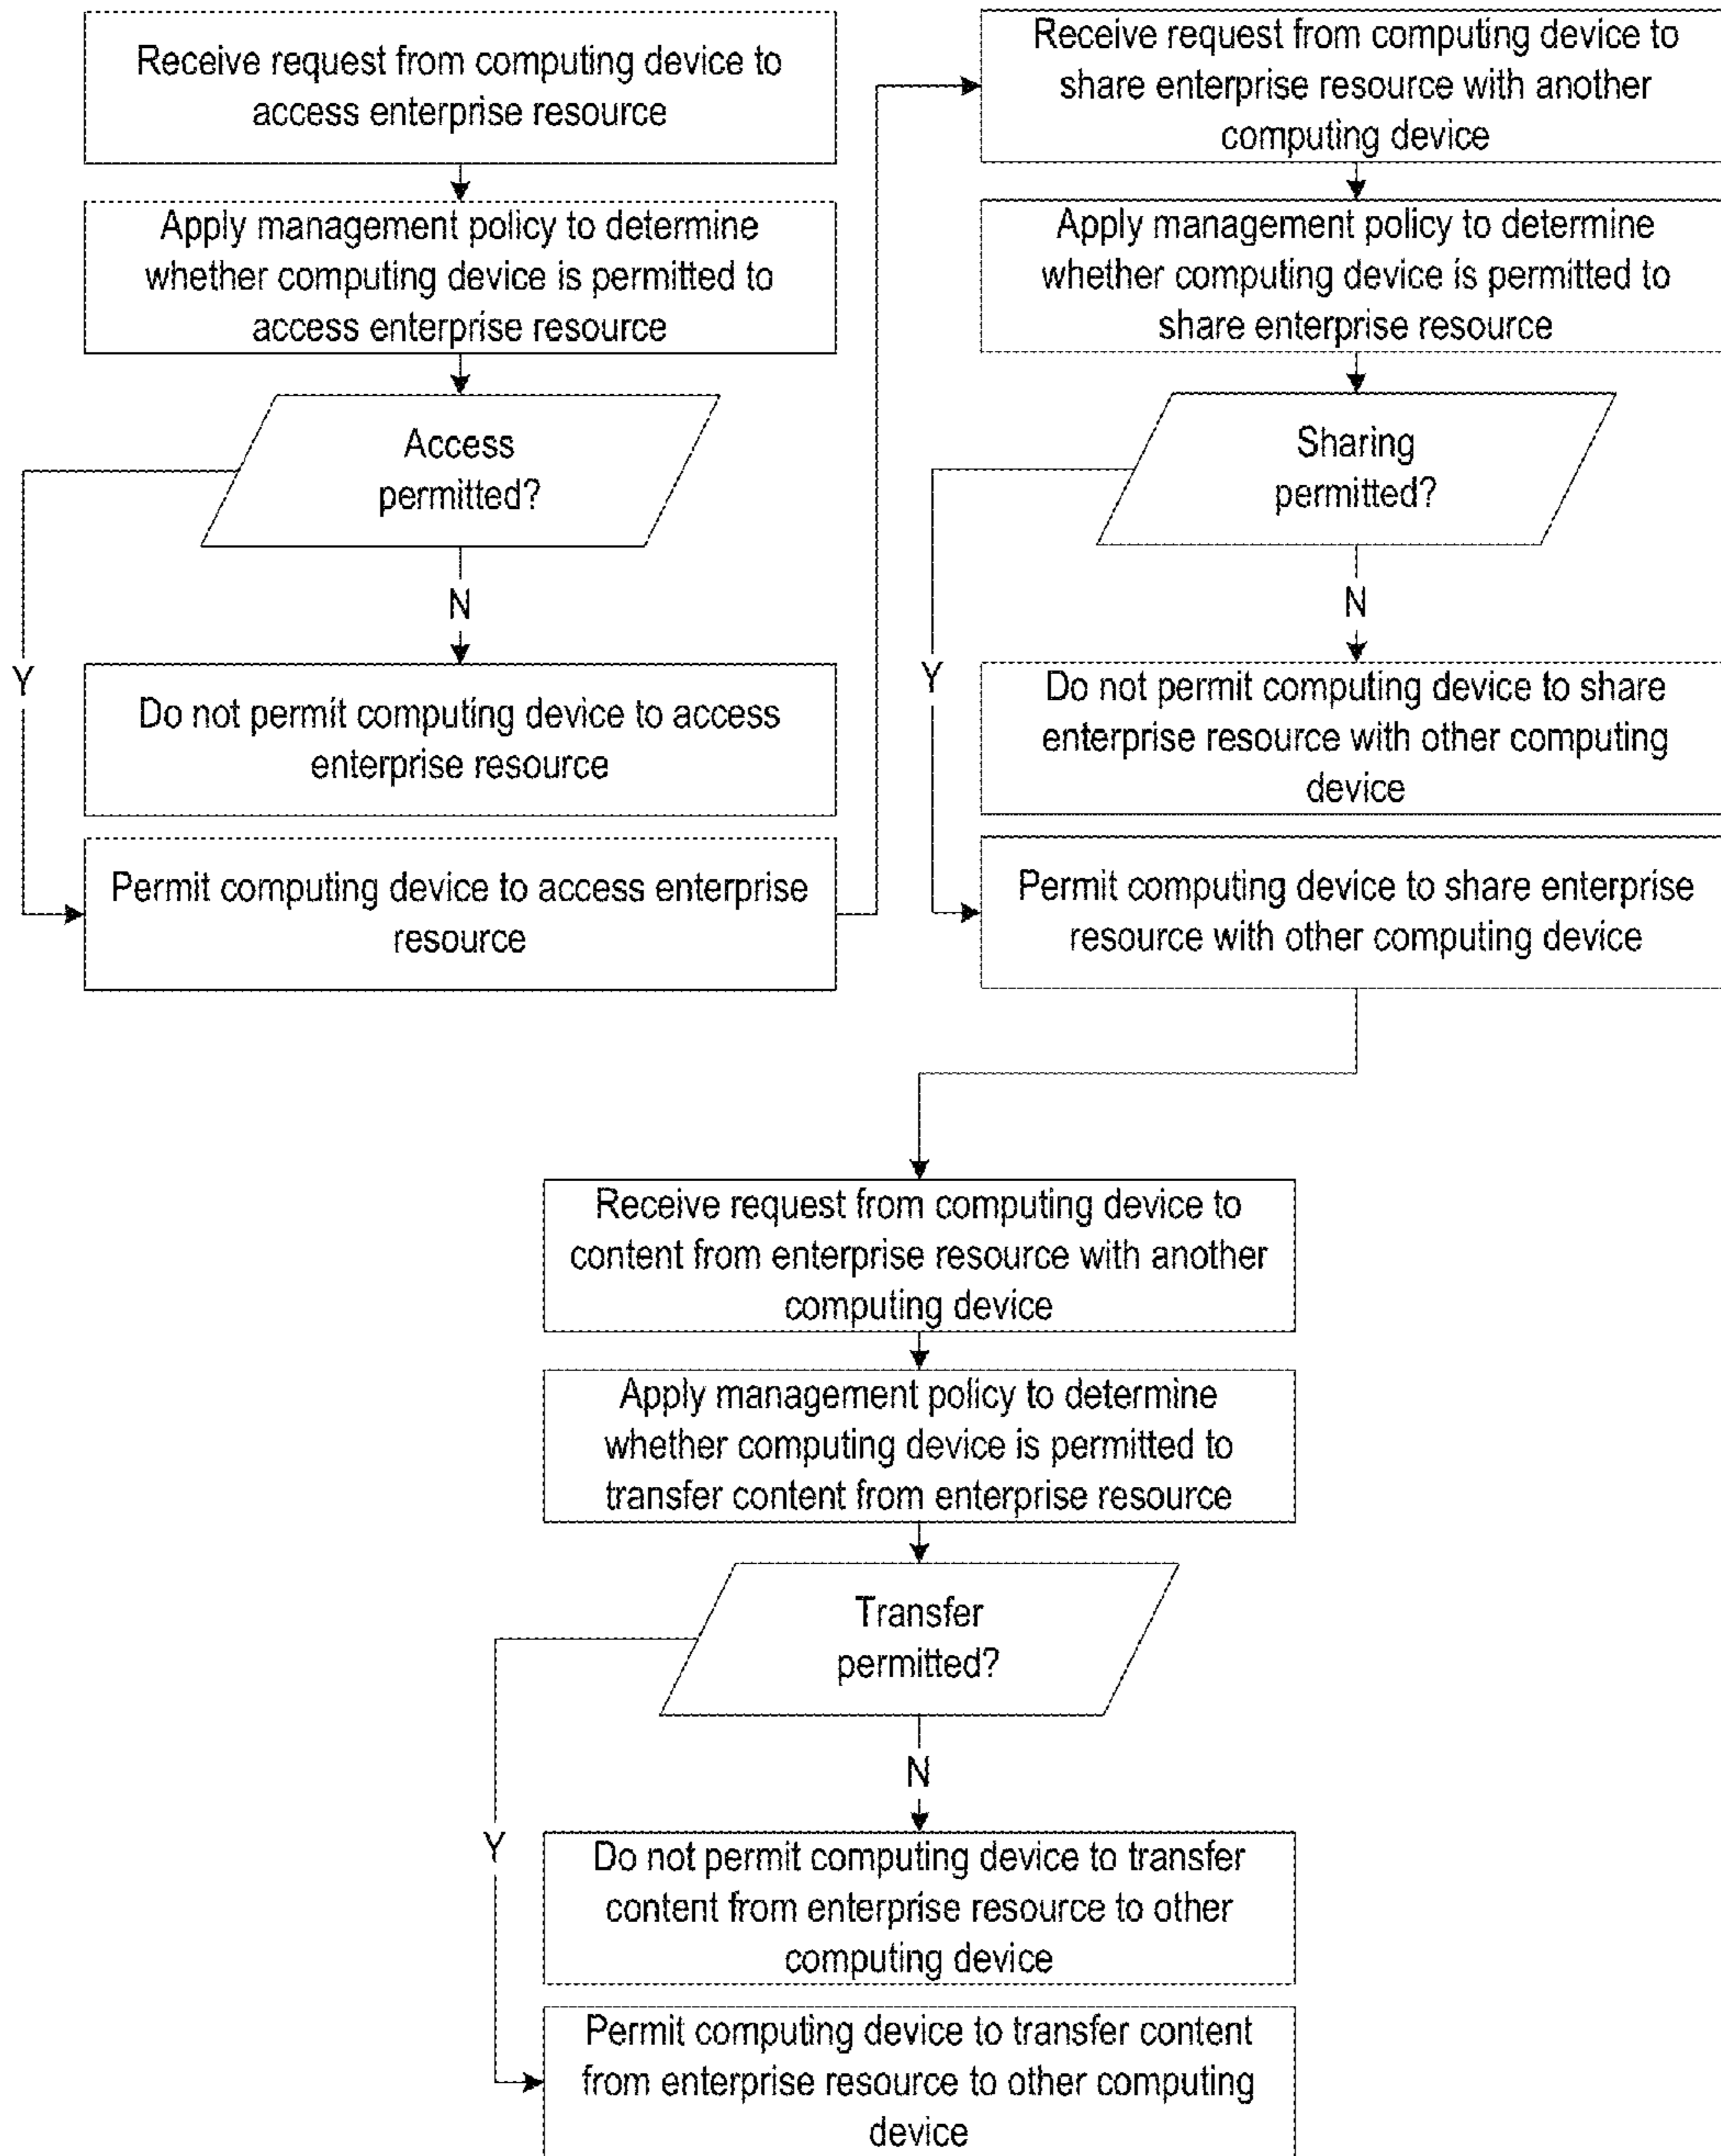 Receive request from computing device to
access enterprise resource
Apply management policy to determine
whether computing device is permitted to
access enterprise resource
Access
permitted?
N
Y
Do not permit computing device to access
enterprise resource
Permit computing device to access enterprise
resource
Receive request from computing device to
share enterprise resource with another
computing device
Apply management policy to determine
whether computing device is permitted to
share enterprise resource
Sharing
permitted?
N
Y
Do not permit computing device to share
enterprise resource with other computing
device
Permit computing device to share enterprise
resource with other computing device
Receive request from computing device to
content from enterprise resource with another
computing device
Apply management policy to determine
whether computing device is permitted to
transfer content from enterprise resource
Transfer
permitted?
N
Y
Do not permit computing device to transfer
content from enterprise resource to other
computing device
Permit computing device to transfer content
from enterprise resource to other computing
device